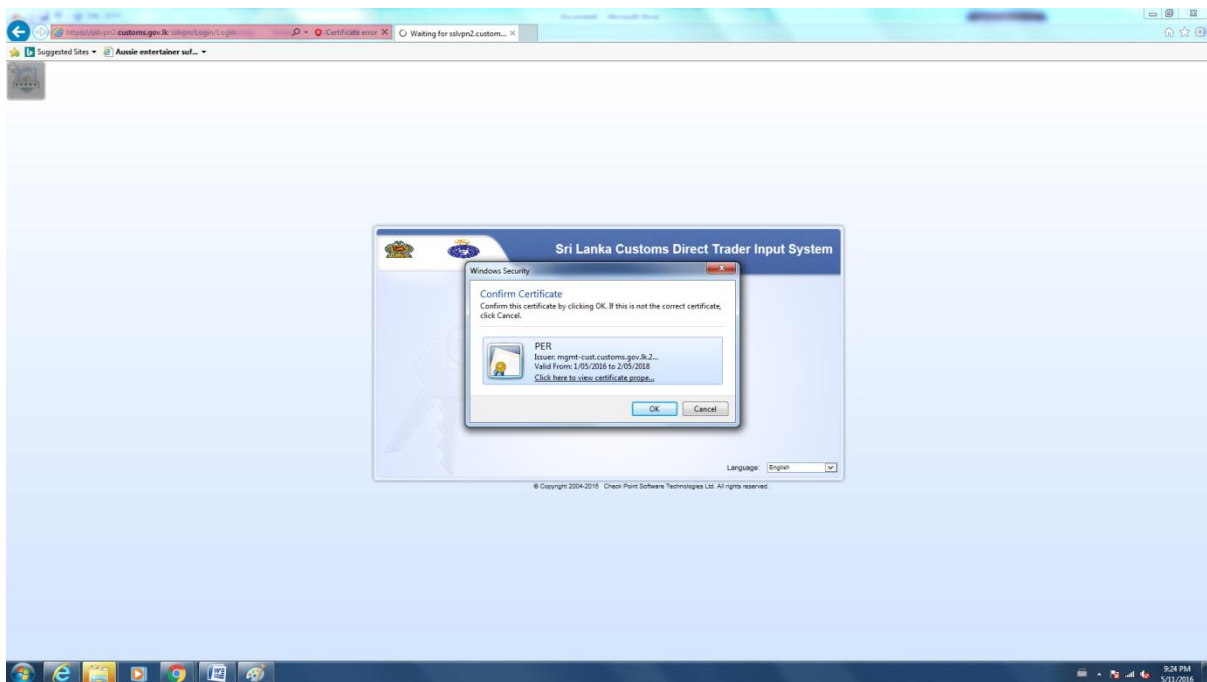 https://sslvpn2.customs.gov.lk/sslvpn/Login/Login
Certificate error
Waiting for sslvpn2.custom...
Suggested Sites
Aussie entertainer suf...
Sri Lanka Customs Direct Trader Input System
Windows Security
Confirm Certificate
Confirm this certificate by clicking OK. If this is not the correct certificate,
click Cancel.
PER
Issuer: mgmt-cust.customs.gov.lk.2...
Valid From: 1/05/2016 to 2/05/2018
Click here to view certificate prope...
OK Cancel
Language: English
Check Point Software Technologies Ltd. All rights reserved.
9:24 PM
5/11/2016